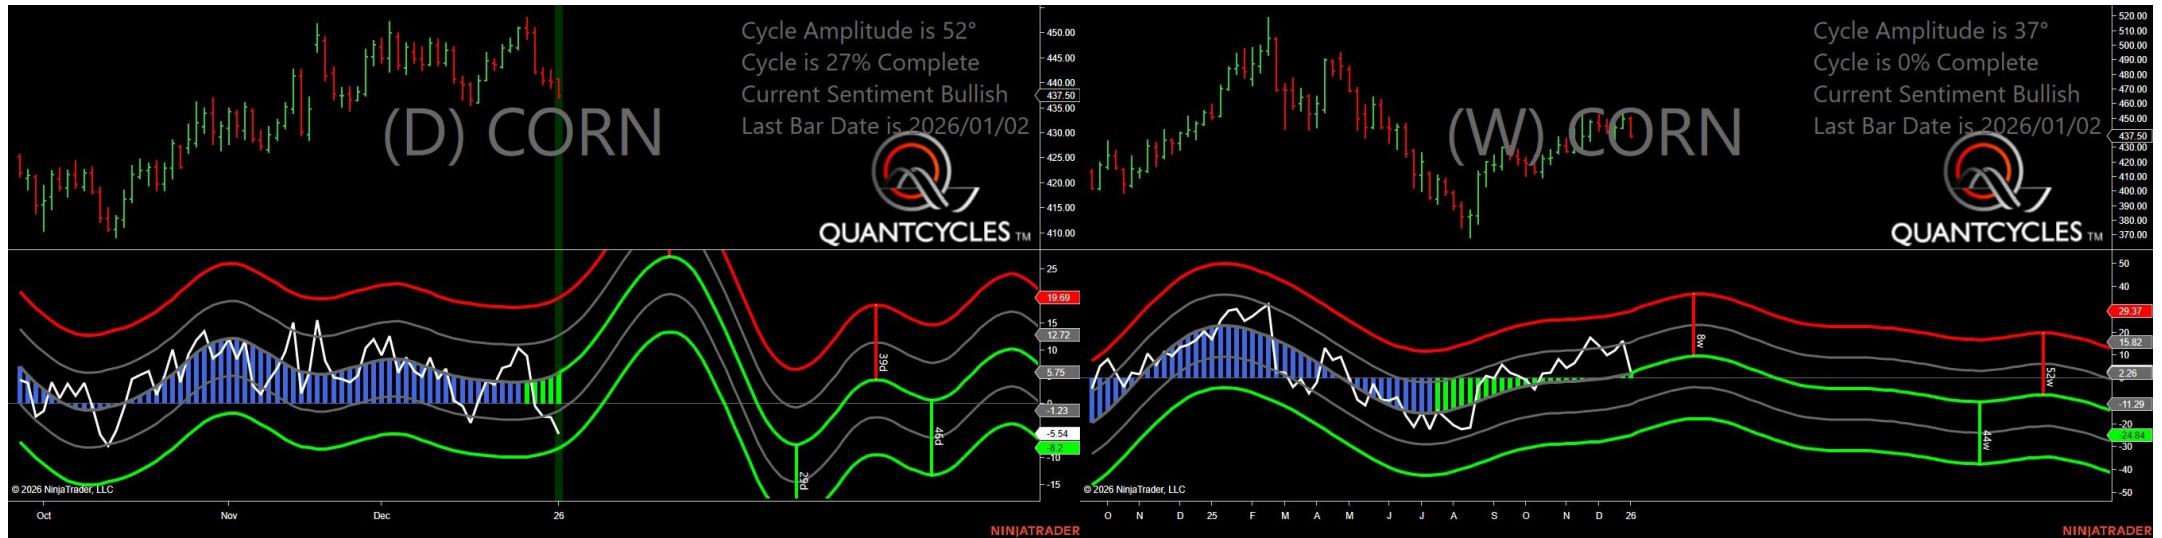 Cycle Amplitude is 52°
Cycle is 27% Complete
Current Sentiment Bullish
Last Bar Date is 2026/01/02
(D) CORN
QUANTCYCLES TM
450.00
445.00
440.00
437.50
435.00
430.00
425.00
420.00
415.00
410.00
25
19.69
15
12.72
10
5.75
0
-1.23
-5.54
-8.2
-10
-15
39d
46d
29d
© 2026 NinjaTrader, LLC
Oct Nov Dec 26
NINJATRADER
Cycle Amplitude is 37°
Cycle is 0% Complete
Current Sentiment Bullish
Last Bar Date is 2026/01/02
(W) CORN
QUANTCYCLES TM
520.00
510.00
500.00
490.00
480.00
470.00
460.00
450.00
437.50
430.00
420.00
410.00
400.00
390.00
380.00
370.00
50
40
29.37
20
15.82
10
2.26
-11.29
-20
-24.84
-30
-40
-50
8w
52w
44w
© 2026 NinjaTrader, LLC
O N D 25 F M A M J J A S O N D 26
NINJATRADER